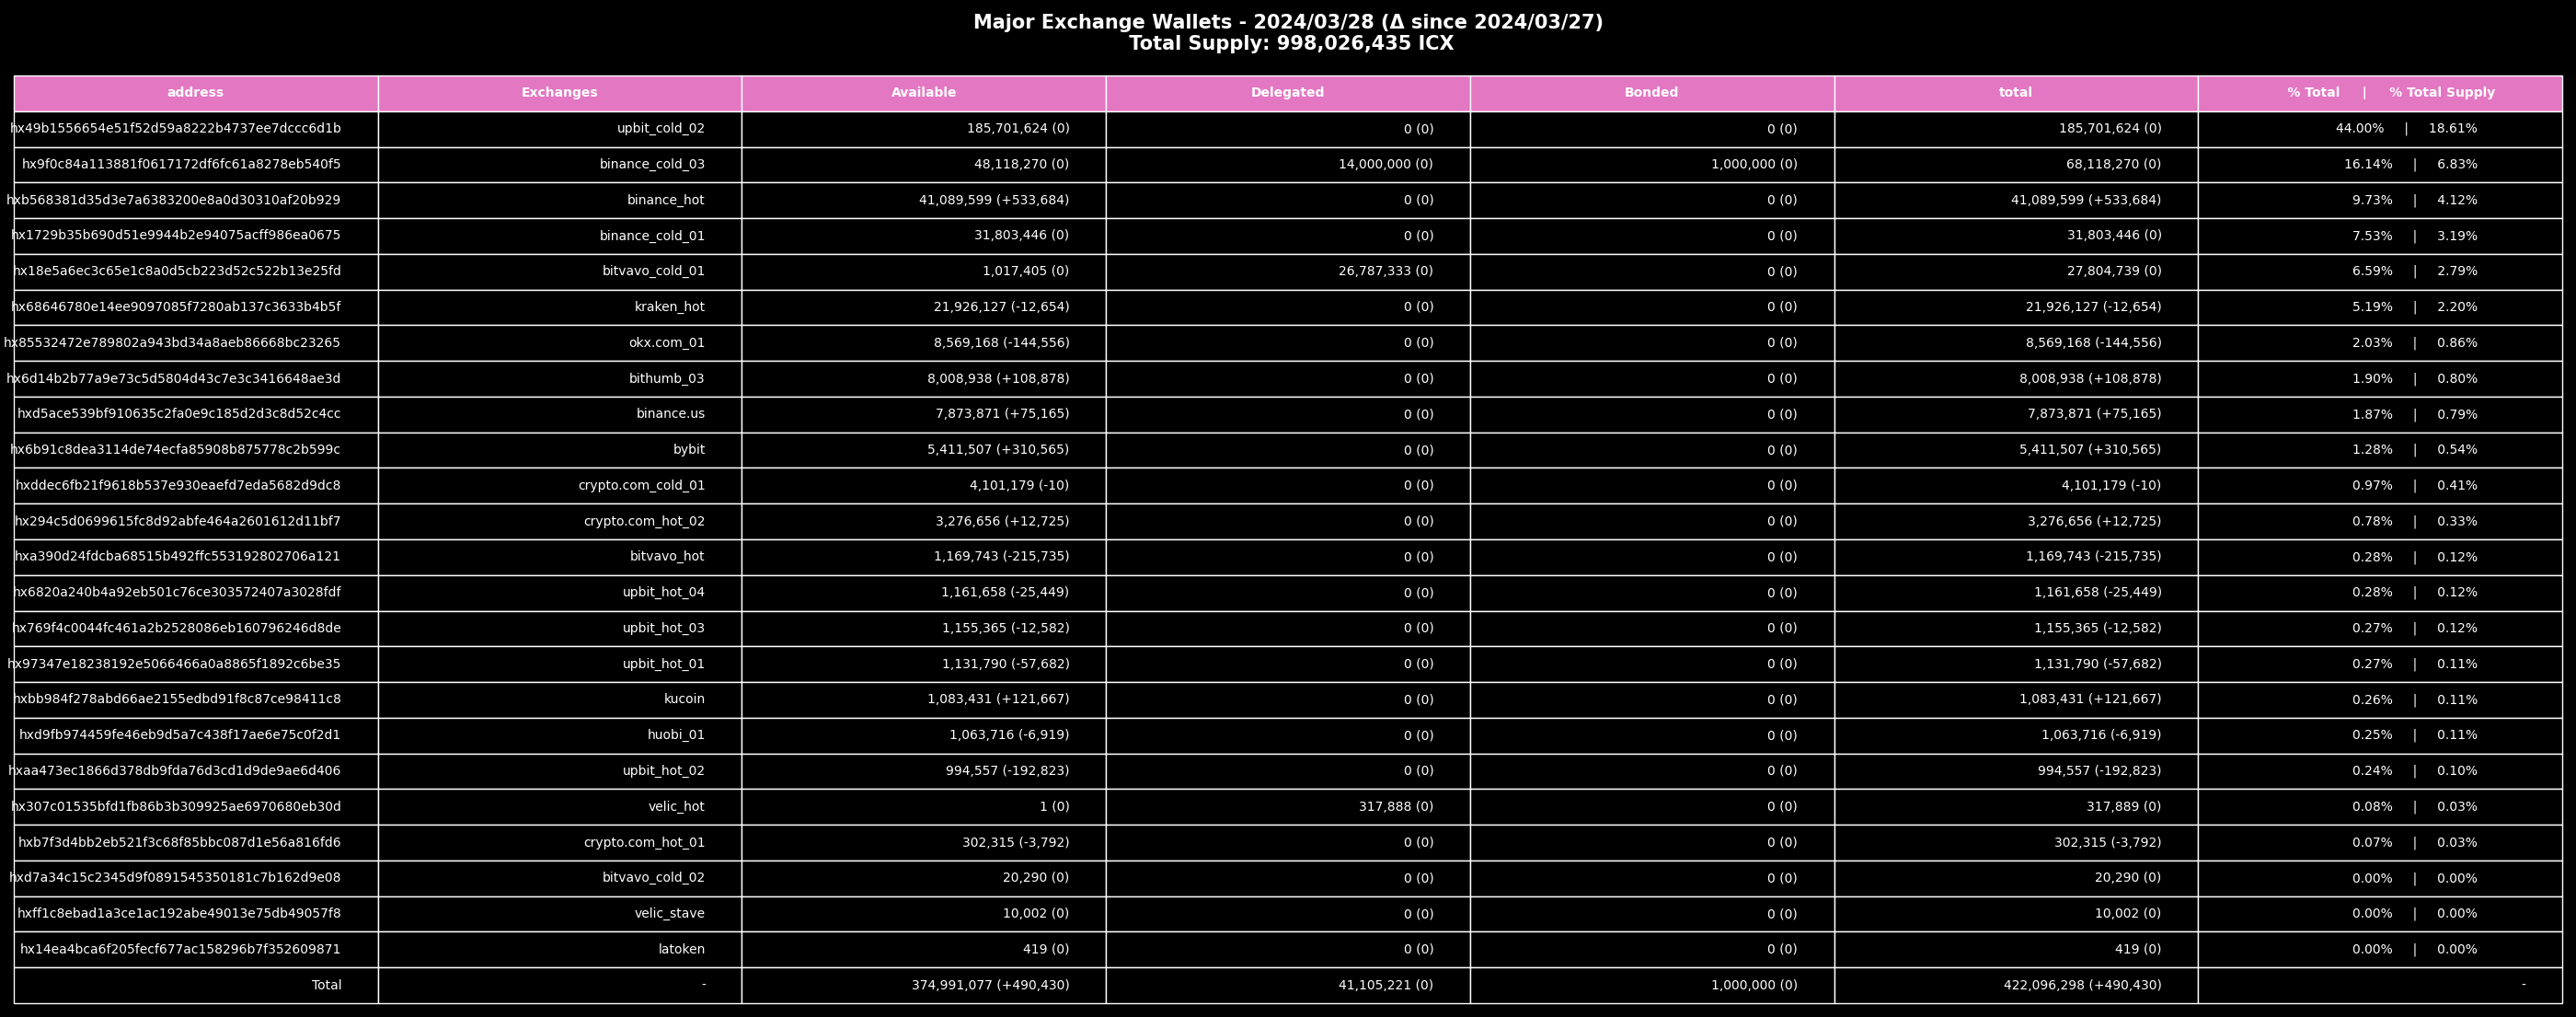 Major Exchange Wallets - 2024/03/28 (Δ since 2024/03/27)
Total Supply: 998,026,435 ICX
address Exchanges Available Delegated Bonded total % Total | % Total Supply
hx49b1556654e51f52d59a8222b4737ee7dccc6d1b upbit_cold_02 185,701,624 (0) 0 (0) 0 (0) 185,701,624 (0) 44.00% | 18.61%
hx9f0c84a113881f0617172df6fc61a8278eb540f5 binance_cold_03 48,118,270 (0) 14,000,000 (0) 1,000,000 (0) 68,118,270 (0) 16.14% | 6.83%
hxb568381d35d3e7a6383200e8a0d30310af20b929 binance_hot 41,089,599 (+533,684) 0 (0) 0 (0) 41,089,599 (+533,684) 9.73% | 4.12%
hx1729b35b690d51e9944b2e94075acff986ea0675 binance_cold_01 31,803,446 (0) 0 (0) 0 (0) 31,803,446 (0) 7.53% | 3.19%
hx18e5a6ec3c65e1c8a0d5cb223d52c522b13e25fd bitvavo_cold_01 1,017,405 (0) 26,787,333 (0) 0 (0) 27,804,739 (0) 6.59% | 2.79%
hx68646780e14ee9097085f7280ab137c3633b4b5f kraken_hot 21,926,127 (-12,654) 0 (0) 0 (0) 21,926,127 (-12,654) 5.19% | 2.20%
hx85532472e789802a943bd34a8aeb86668bc23265 okx.com_01 8,569,168 (-144,556) 0 (0) 0 (0) 8,569,168 (-144,556) 2.03% | 0.86%
hx6d14b2b77a9e73c5d5804d43c7e3c3416648ae3d bithumb_03 8,008,938 (+108,878) 0 (0) 0 (0) 8,008,938 (+108,878) 1.90% | 0.80%
hxd5ace539bf910635c2fa0e9c185d2d3c8d52c4cc binance.us 7,873,871 (+75,165) 0 (0) 0 (0) 7,873,871 (+75,165) 1.87% | 0.79%
hx6b91c8dea3114de74ecfa85908b875778c2b599c bybit 5,411,507 (+310,565) 0 (0) 0 (0) 5,411,507 (+310,565) 1.28% | 0.54%
hxddec6fb21f9618b537e930eaefd7eda5682d9dc8 crypto.com_cold_01 4,101,179 (-10) 0 (0) 0 (0) 4,101,179 (-10) 0.97% | 0.41%
hx294c5d0699615fc8d92abfe464a2601612d11bf7 crypto.com_hot_02 3,276,656 (+12,725) 0 (0) 0 (0) 3,276,656 (+12,725) 0.78% | 0.33%
hxa390d24fdcba68515b492ffc553192802706a121 bitvavo_hot 1,169,743 (-215,735) 0 (0) 0 (0) 1,169,743 (-215,735) 0.28% | 0.12%
hx6820a240b4a92eb501c76ce303572407a3028fdf upbit_hot_04 1,161,658 (-25,449) 0 (0) 0 (0) 1,161,658 (-25,449) 0.28% | 0.12%
hx769f4c0044fc461a2b2528086eb160796246d8de upbit_hot_03 1,155,365 (-12,582) 0 (0) 0 (0) 1,155,365 (-12,582) 0.27% | 0.12%
hx97347e18238192e5066466a0a8865f1892c6be35 upbit_hot_01 1,131,790 (-57,682) 0 (0) 0 (0) 1,131,790 (-57,682) 0.27% | 0.11%
hxbb984f278abd66ae2155edbd91f8c87ce98411c8 kucoin 1,083,431 (+121,667) 0 (0) 0 (0) 1,083,431 (+121,667) 0.26% | 0.11%
hxd9fb974459fe46eb9d5a7c438f17ae6e75c0f2d1 huobi_01 1,063,716 (-6,919) 0 (0) 0 (0) 1,063,716 (-6,919) 0.25% | 0.11%
hxaa473ec1866d378db9fda76d3cd1d9de9ae6d406 upbit_hot_02 994,557 (-192,823) 0 (0) 0 (0) 994,557 (-192,823) 0.24% | 0.10%
hx307c01535bfd1fb86b3b309925ae6970680eb30d velic_hot 1 (0) 317,888 (0) 0 (0) 317,889 (0) 0.08% | 0.03%
hxb7f3d4bb2eb521f3c68f85bbc087d1e56a816fd6 crypto.com_hot_01 302,315 (-3,792) 0 (0) 0 (0) 302,315 (-3,792) 0.07% | 0.03%
hxd7a34c15c2345d9f0891545350181c7b162d9e08 bitvavo_cold_02 20,290 (0) 0 (0) 0 (0) 20,290 (0) 0.00% | 0.00%
hxff1c8ebad1a3ce1ac192abe49013e75db49057f8 velic_stave 10,002 (0) 0 (0) 0 (0) 10,002 (0) 0.00% | 0.00%
hx14ea4bca6f205fecf677ac158296b7f352609871 latoken 419 (0) 0 (0) 0 (0) 419 (0) 0.00% | 0.00%
Total - 374,991,077 (+490,430) 41,105,221 (0) 1,000,000 (0) 422,096,298 (+490,430) -